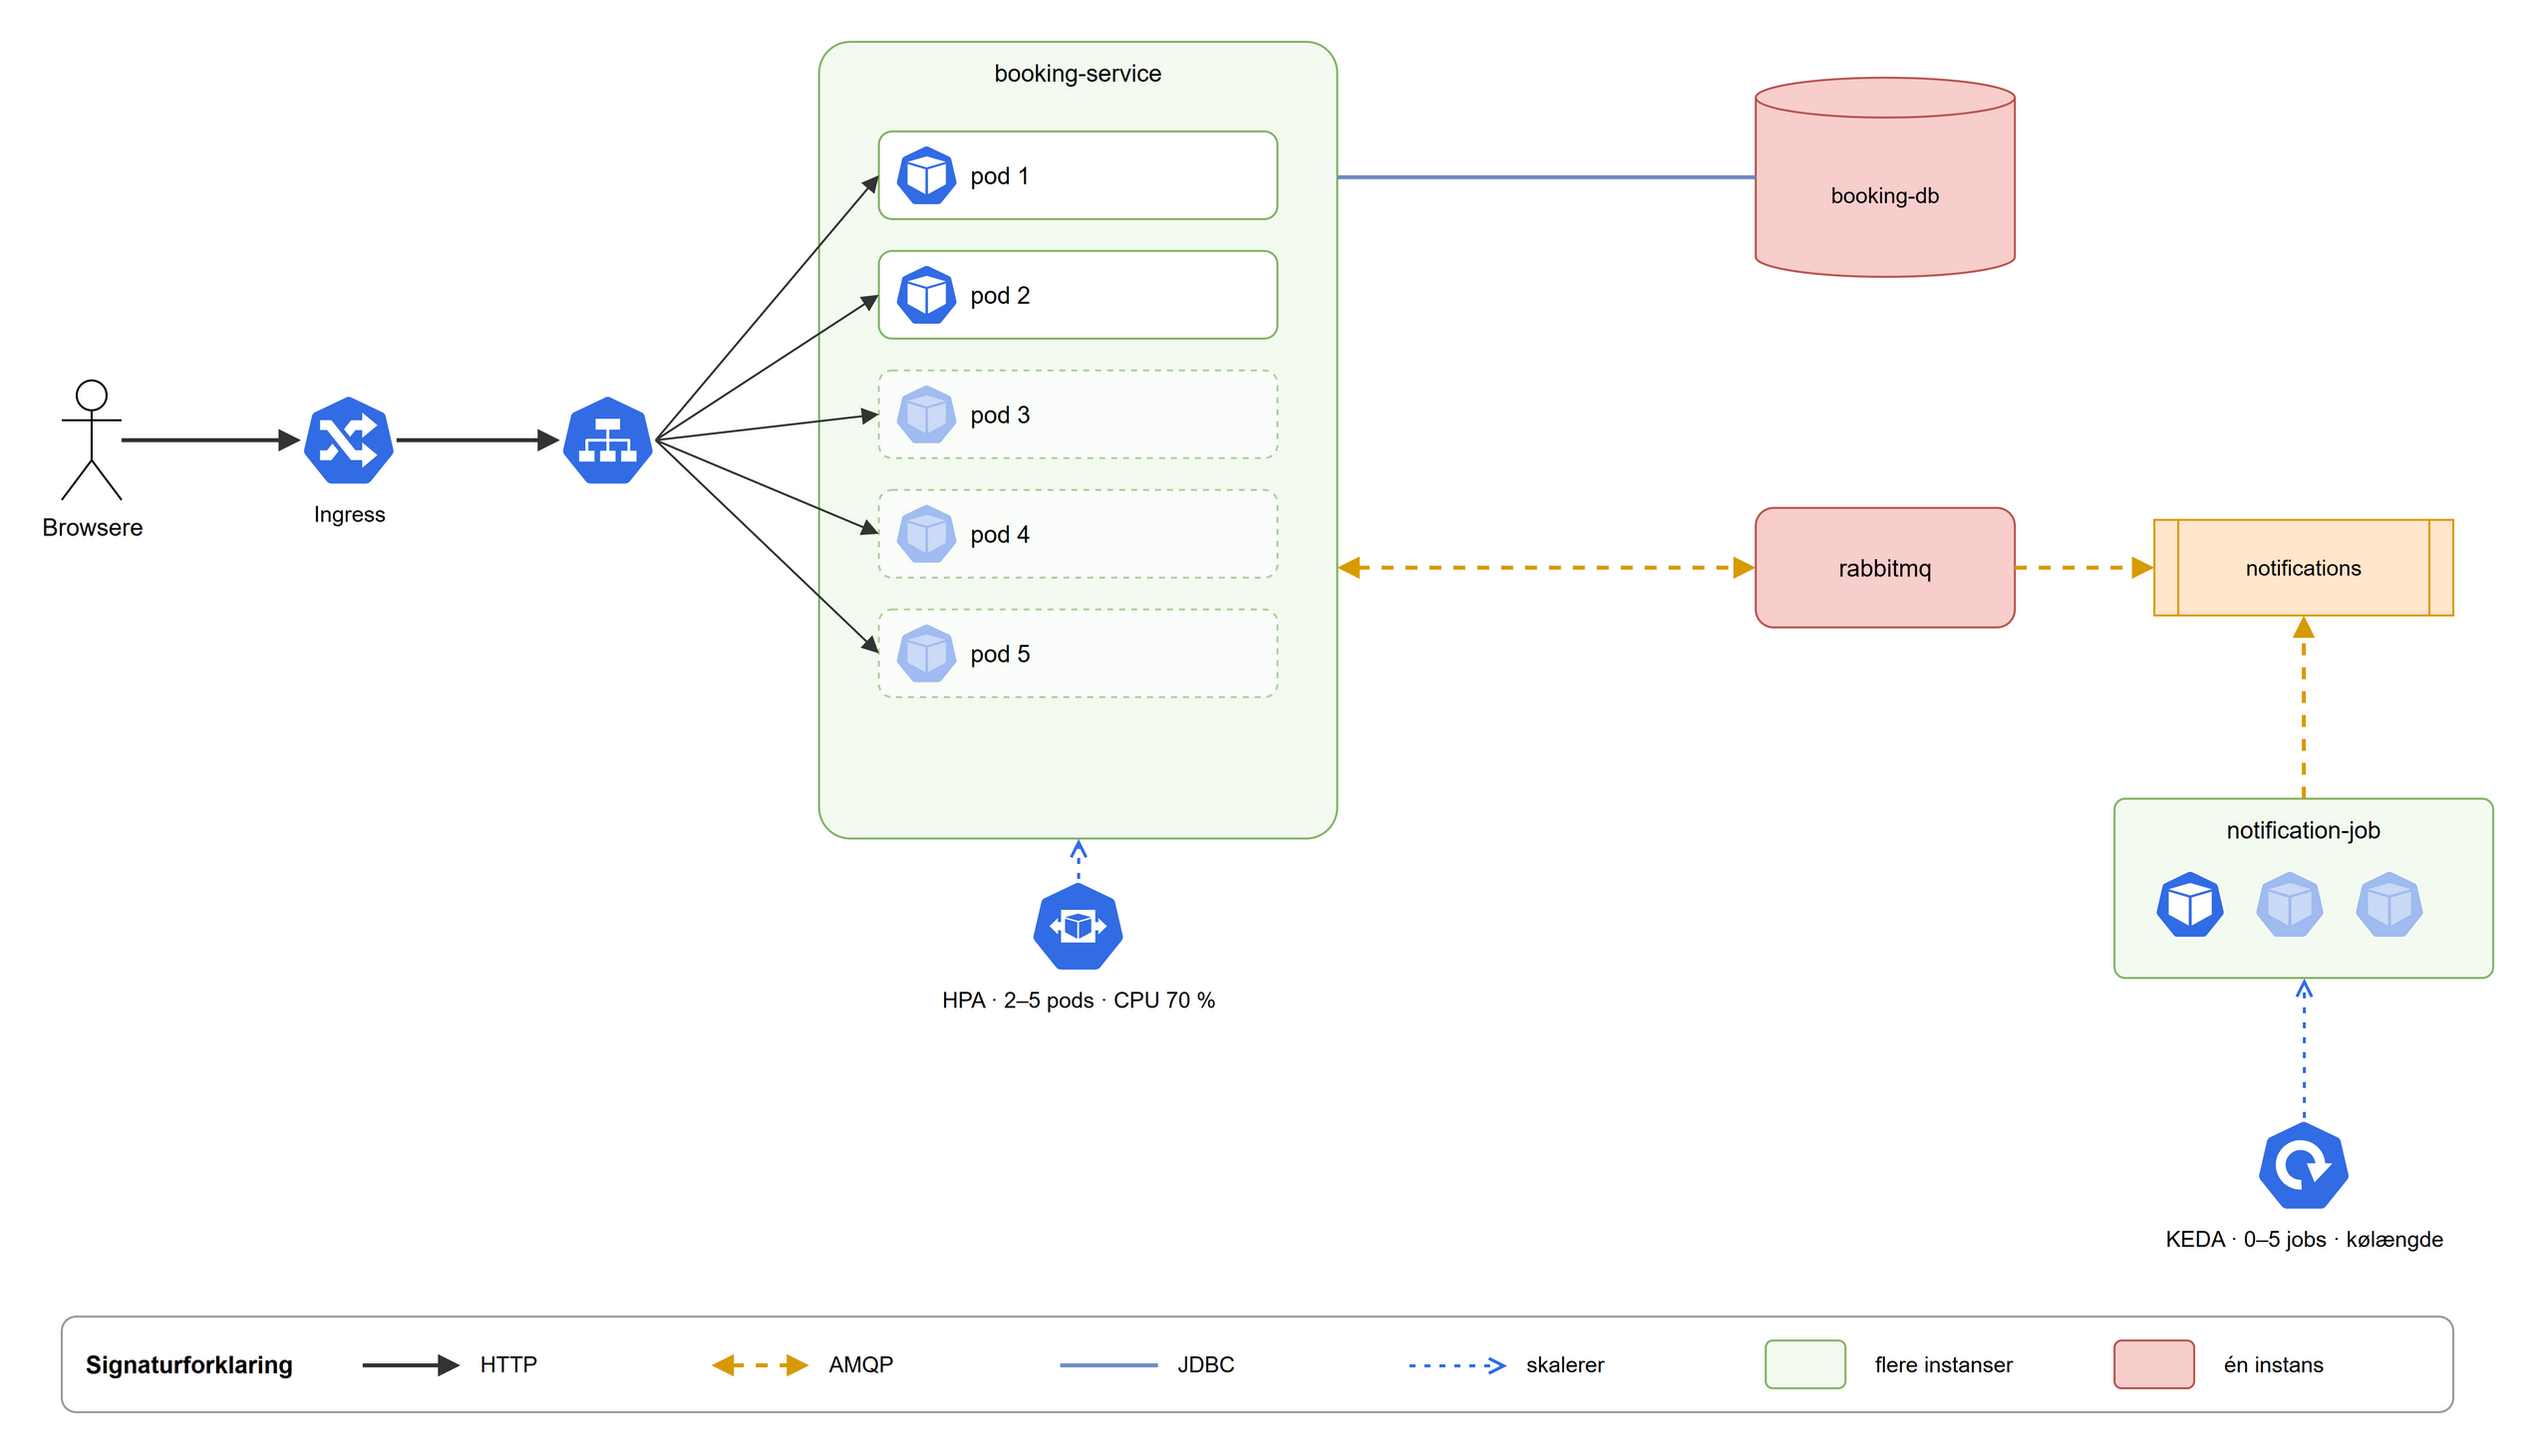 booking-service
pod 1
pod 2
pod 3
pod 4
pod 5
booking-db
Browsere
Ingress
rabbitmq
notifications
notification-job
HPA · 2–5 pods · CPU 70 %
KEDA · 0–5 jobs · kølængde
Signaturforklaring
HTTP
AMQP
JDBC
skalerer
flere instanser
én instans